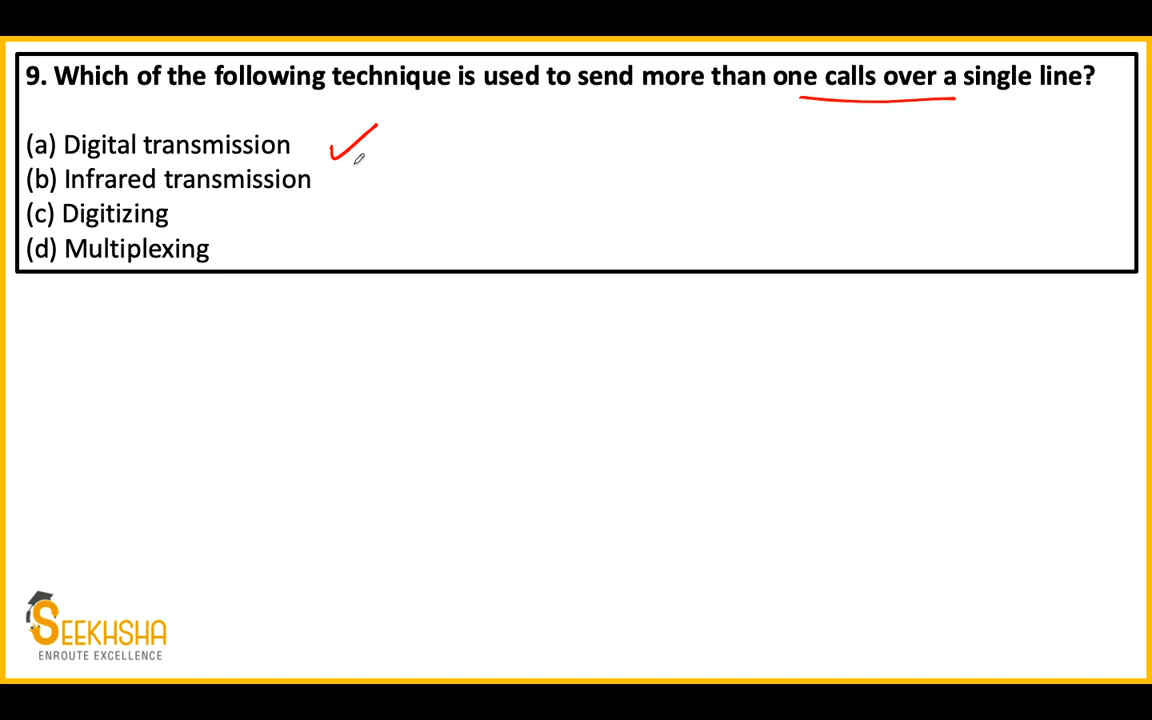 9. Which of the following technique is used to send more than one calls over a single line?
(a) Digital transmission
(b) Infrared transmission
(c) Digitizing
(d) Multiplexing
SEEKHSHA
ENROUTE EXCELLENCE